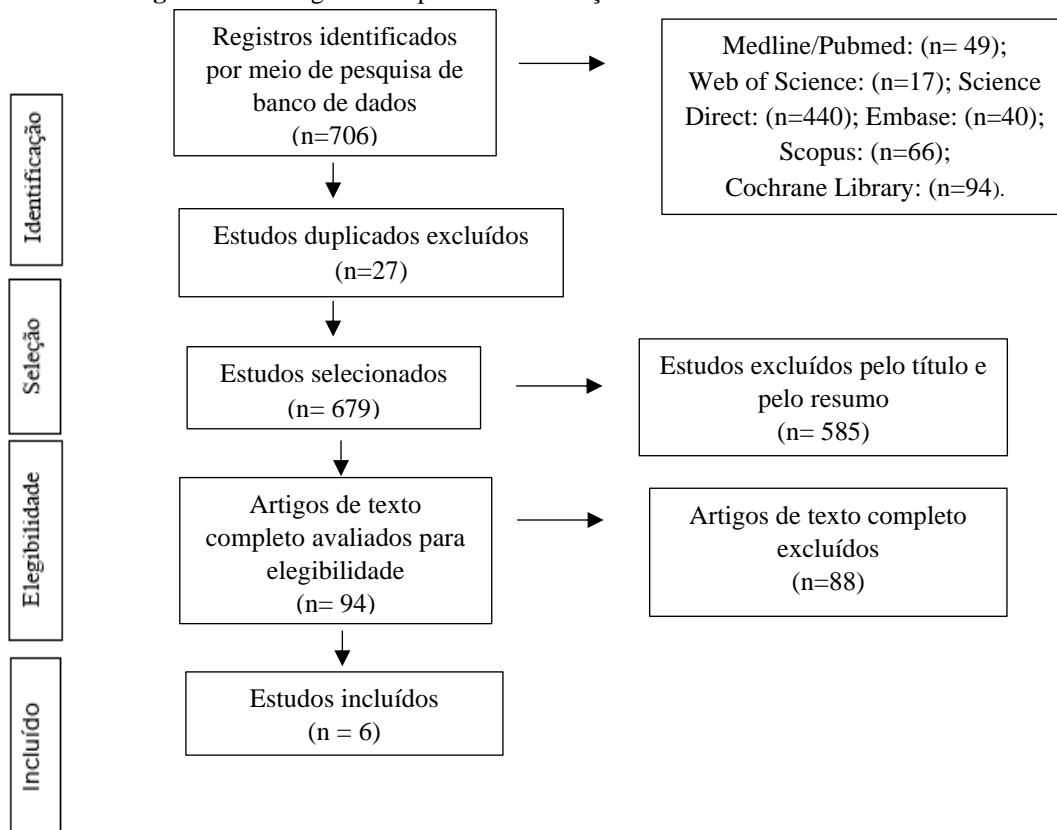 Registros identificados
por meio de pesquisa de
banco de dados
(n=706)
Medline/Pubmed: (n= 49);
Web of Science: (n=17); Science
Direct: (n=440); Embase: (n=40);
Scopus: (n=66);
Cochrane Library: (n=94).
Identificação
Estudos duplicados excluídos
(n=27)
Seleção
Estudos selecionados
(n= 679)
Estudos excluídos pelo título e
pelo resumo
(n= 585)
Elegibilidade
Artigos de texto
completo avaliados para
elegibilidade
(n= 94)
Artigos de texto completo
excluídos
(n=88)
Incluído
Estudos incluídos
(n = 6)